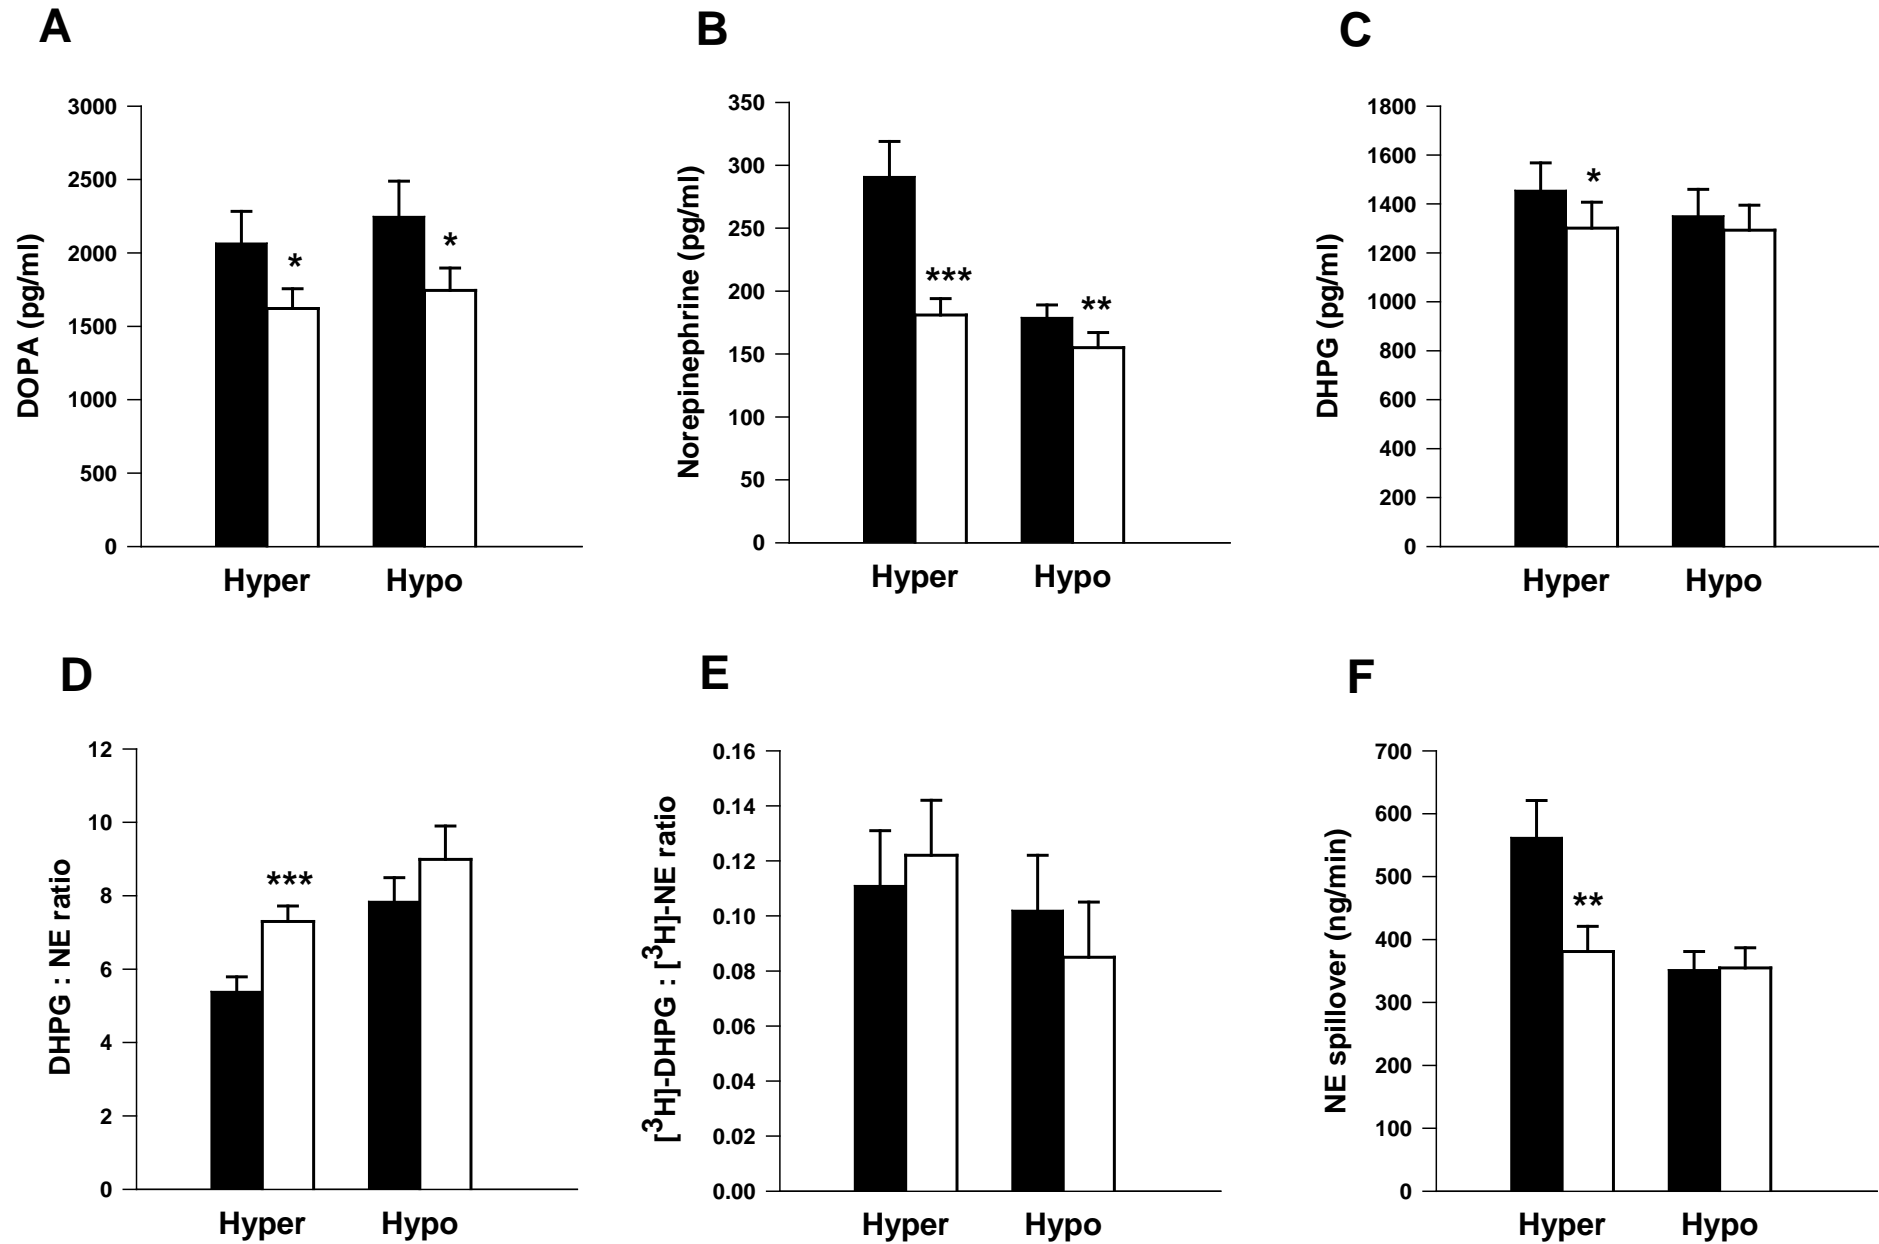 A
B
C
DOPA (pg/ml)
3000
2500
2000
1500
1000
500
0
*
*
Hyper
Hypo
Norepinephrine (pg/ml)
350
300
250
200
150
100
50
0
***
**
Hyper
Hypo
DHPG (pg/ml)
1800
1600
1400
1200
1000
800
600
400
200
0
*
Hyper
Hypo
D
E
F
DHPG : NE ratio
12
10
8
6
4
2
0
***
Hyper
Hypo
[³H]-DHPG : [³H]-NE ratio
0.16
0.14
0.12
0.10
0.08
0.06
0.04
0.02
0.00
Hyper
Hypo
NE spillover (ng/min)
700
600
500
400
300
200
100
0
**
Hyper
Hypo